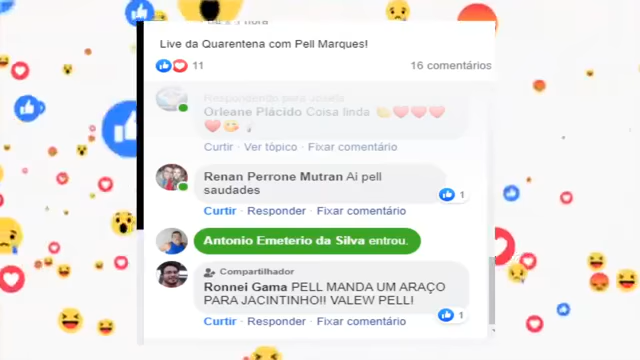 Live da Quarentena com Pell Marques!
11
16 comentários
Respondendo para Josefa
Orleane Plácido Coisa linda 👏❤️❤️❤️
❤️😋🎤
Curtir · Ver tópico · Fixar comentário
Renan Perrone Mutran Ai pell
saudades
1
Curtir · Responder · Fixar comentário
Antonio Emeterio da Silva entrou.
Compartilhador
Ronnei Gama PELL MANDA UM ARAÇO
PARA JACINTINHO!! VALEW PELL!
1
Curtir · Responder · Fixar comentário